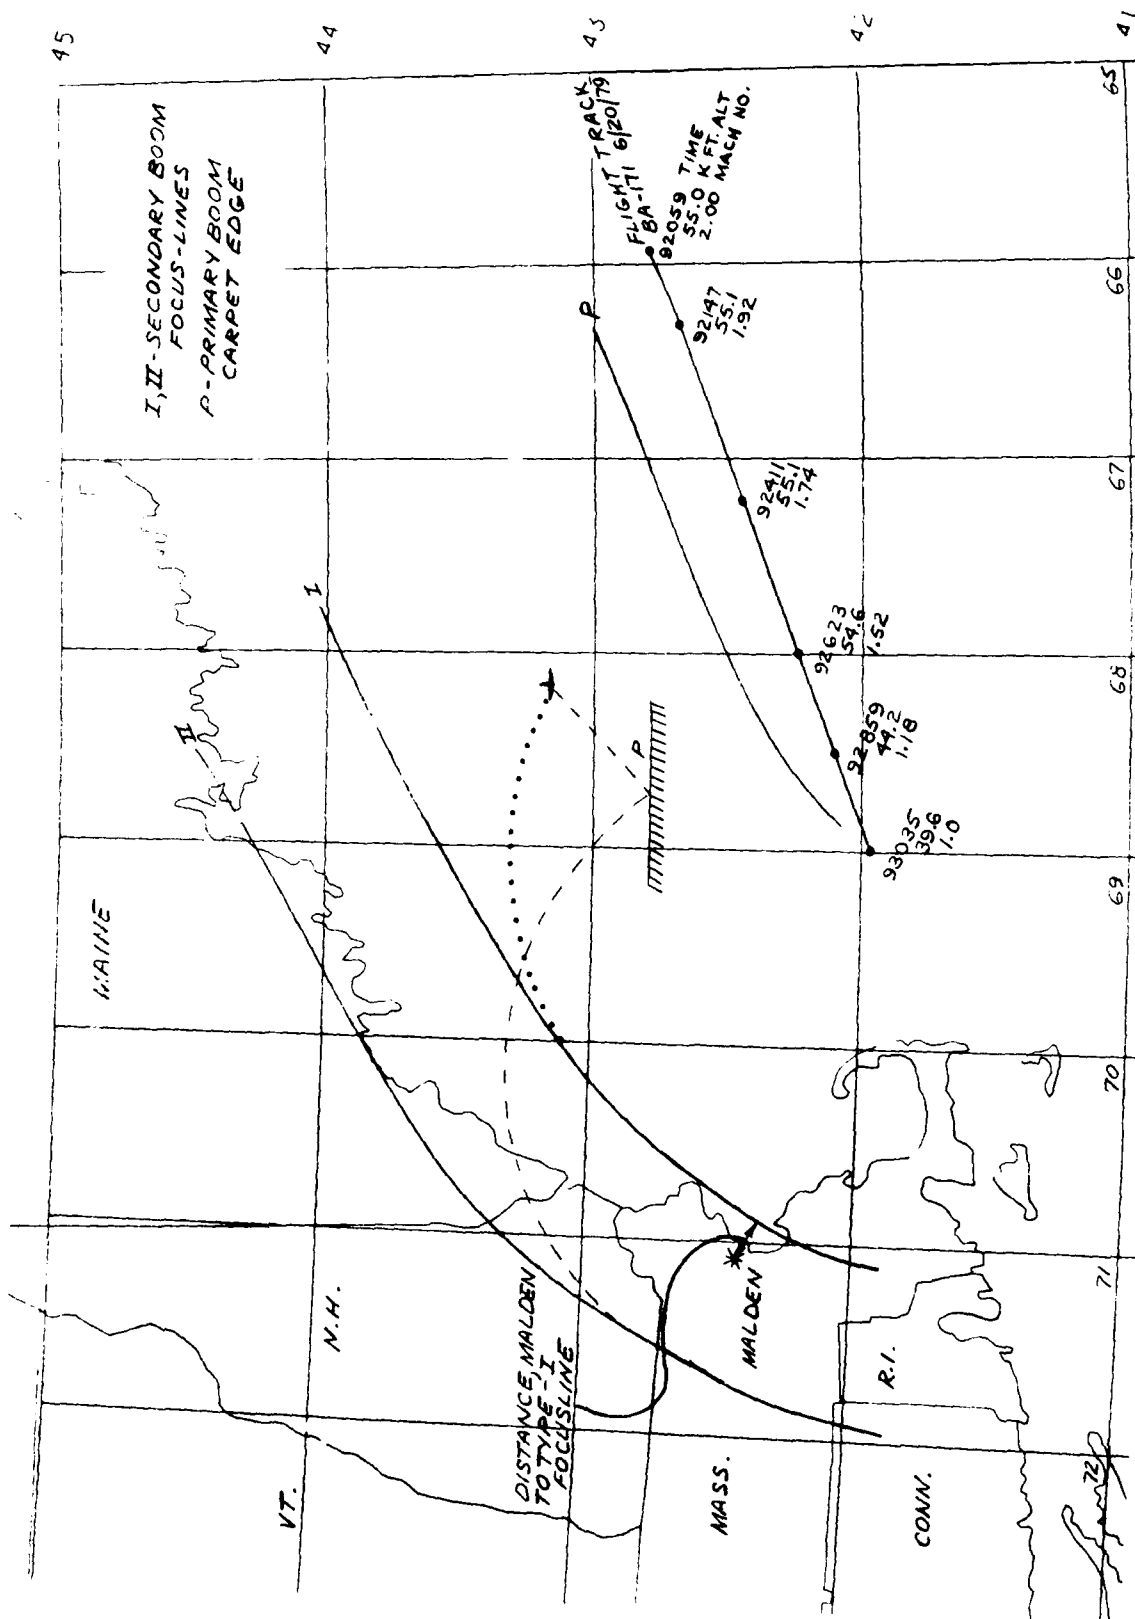 I, II - SECONDARY BOOM
FOCUS-LINES
P - PRIMARY BOOM
CARPET EDGE
45
44
43
42
41
65
66
67
68
69
70
71
72
FLIGHT TRACK
BA-171 6/20/79
92059 TIME
55.0 K FT. ALT
2.00 MACH NO.
92147
55.1
1.92
92411
55.1
1.74
92623
54.6
1.52
92859
44.2
1.18
93035
39.6
1.0
P
I
II
P
MAINE
N.H.
VT.
DISTANCE, MALDEN
TO TYPE-I
FOCUSLINE
MALDEN
MASS.
R.I.
CONN.